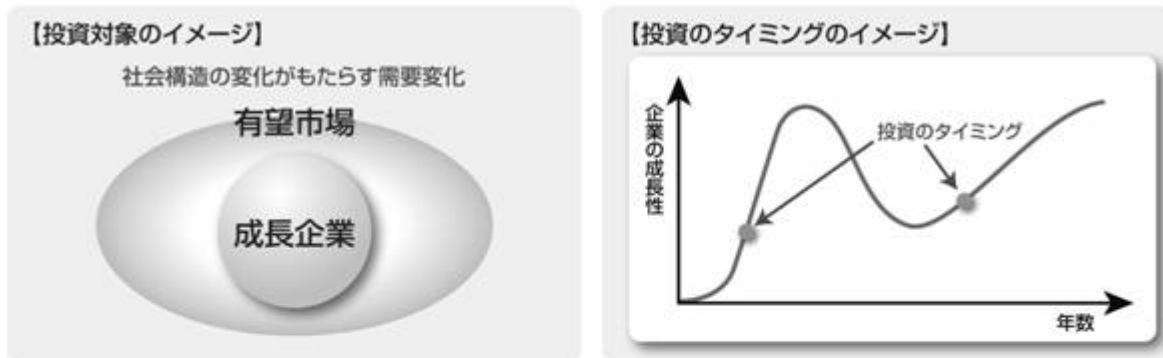 【投資対象のイメージ】
社会構造の変化がもたらす需要変化
有望市場
成長企業
【投資のタイミングのイメージ】
企業の成長性
投資のタイミング
年数